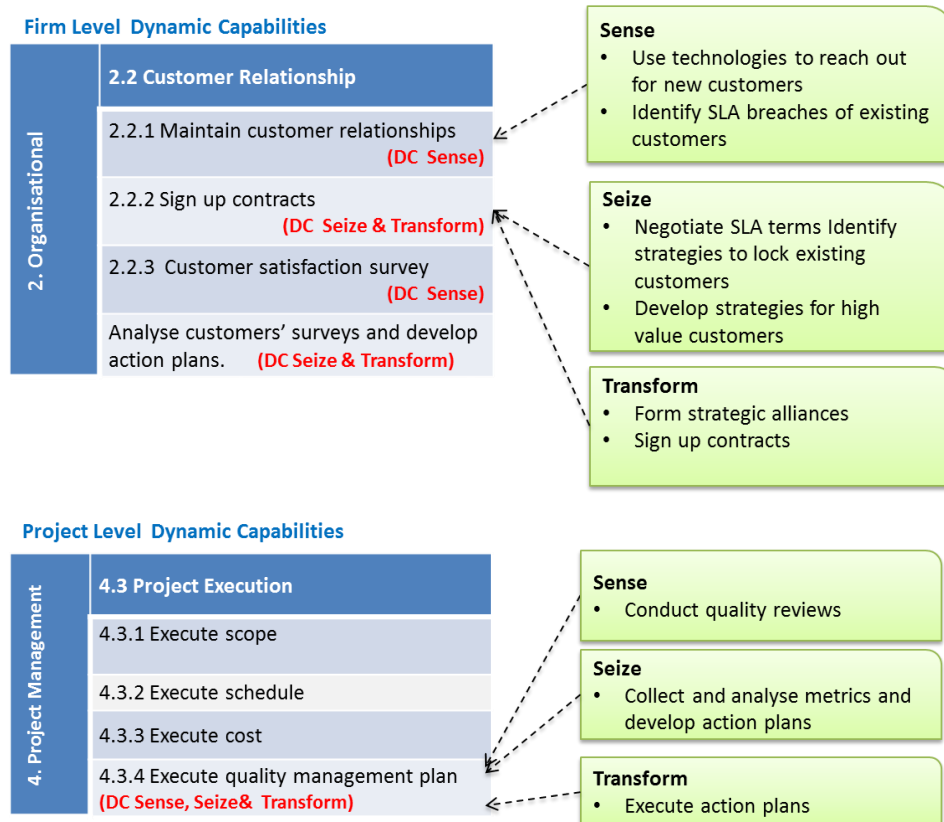 Firm Level Dynamic Capabilities
2. Organisational
2.2 Customer Relationship
2.2.1 Maintain customer relationships
(DC Sense)
2.2.2 Sign up contracts
(DC Seize & Transform)
2.2.3 Customer satisfaction survey
(DC Sense)
Analyse customers' surveys and develop
action plans. (DC Seize & Transform)
Sense
• Use technologies to reach out
for new customers
• Identify SLA breaches of existing
customers
Seize
• Negotiate SLA terms Identify
strategies to lock existing
customers
• Develop strategies for high
value customers
Transform
• Form strategic alliances
• Sign up contracts
Project Level Dynamic Capabilities
4. Project Management
4.3 Project Execution
4.3.1 Execute scope
4.3.2 Execute schedule
4.3.3 Execute cost
4.3.4 Execute quality management plan
(DC Sense, Seize& Transform)
Sense
• Conduct quality reviews
Seize
• Collect and analyse metrics and
develop action plans
Transform
• Execute action plans